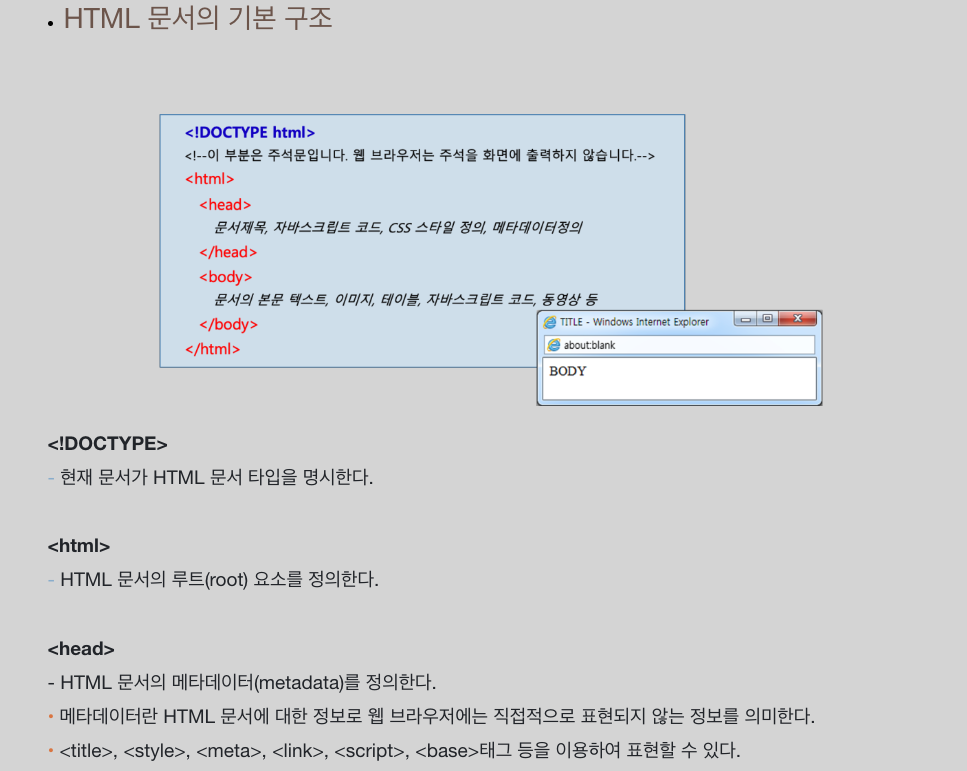 • HTML 문서의 기본 구조
<!DOCTYPE html>
<!--이 부분은 주석문입니다. 웹 브라우저는 주석을 화면에 출력하지 않습니다.-->
<html>
<head>
문서제목, 자바스크립트 코드, CSS 스타일 정의, 메타데이터정의
</head>
<body>
문서의 본문 텍스트, 이미지, 테이블, 자바스크립트 코드, 동영상 등
</body>
</html>
TITLE - Windows Internet Explorer
about:blank
BODY
<!DOCTYPE>
- 현재 문서가 HTML 문서 타입을 명시한다.
<html>
- HTML 문서의 루트(root) 요소를 정의한다.
<head>
- HTML 문서의 메타데이터(metadata)를 정의한다.
• 메타데이터란 HTML 문서에 대한 정보로 웹 브라우저에는 직접적으로 표현되지 않는 정보를 의미한다.
• <title>, <style>, <meta>, <link>, <script>, <base>태그 등을 이용하여 표현할 수 있다.